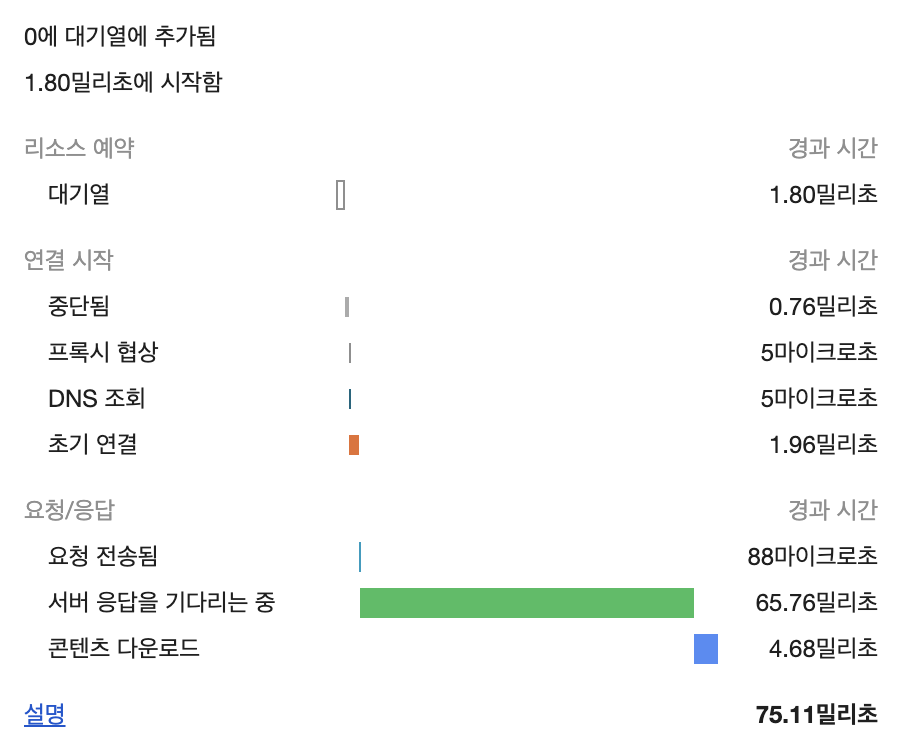 0에 대기열에 추가됨
1.80밀리초에 시작함
리소스 예약 경과 시간
대기열 1.80밀리초
연결 시작 경과 시간
중단됨 0.76밀리초
프록시 협상 5마이크로초
DNS 조회 5마이크로초
초기 연결 1.96밀리초
요청/응답 경과 시간
요청 전송됨 88마이크로초
서버 응답을 기다리는 중 65.76밀리초
콘텐츠 다운로드 4.68밀리초
설명 75.11밀리초